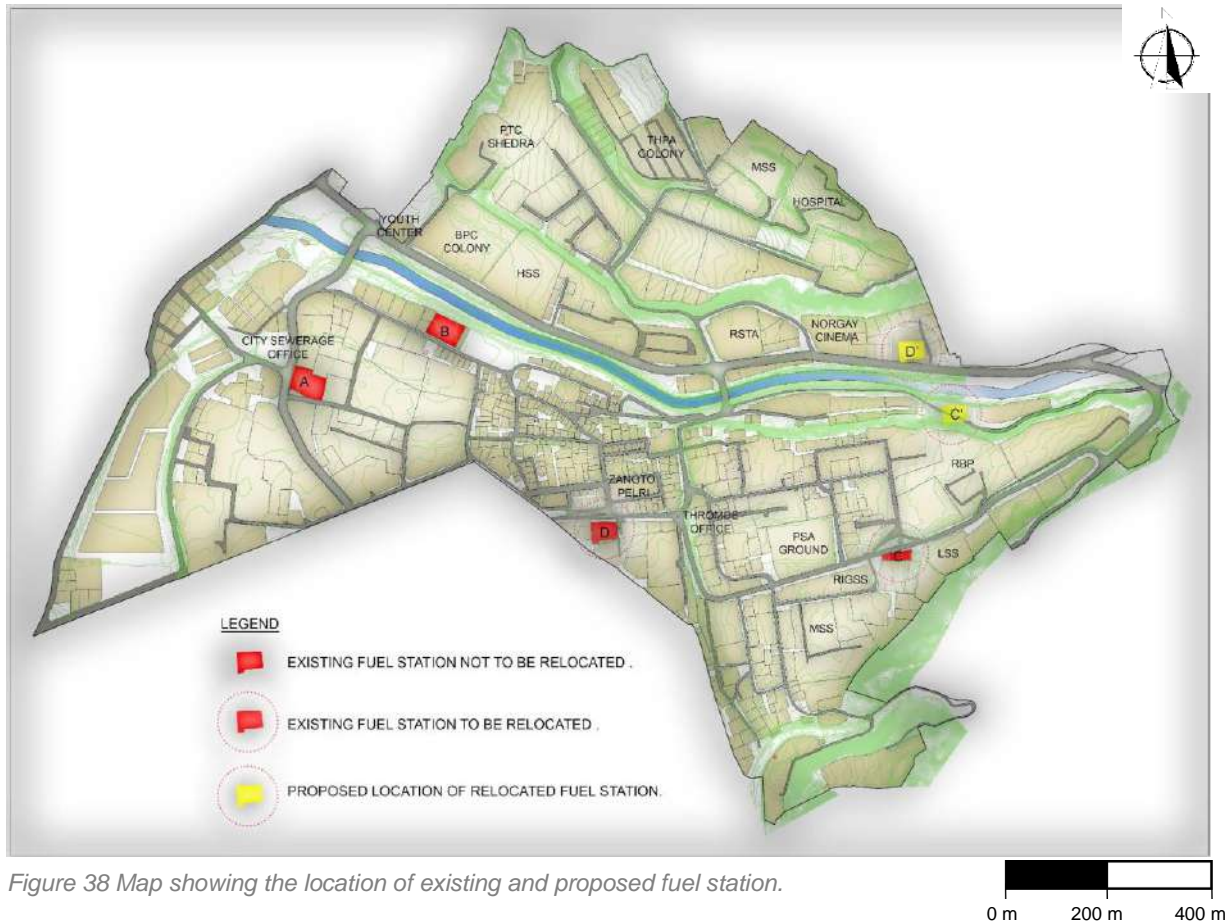 PTC
SHEDRA
THPA
COLONY
MSS
HOSPITAL
YOUTH
CENTER
BPC
COLONY
HSS
RSTA
NORGAY
CINEMA
D'
B
CITY SEWERAGE
OFFICE
A
C'
RBP
ZANGTO
PELRI
THROMDE
OFFICE
D
PSA
GROUND
C
LSS
RIGSS
MSS
LEGEND
EXISTING FUEL STATION NOT TO BE RELOCATED .
EXISTING FUEL STATION TO BE RELOCATED .
PROPOSED LOCATION OF RELOCATED FUEL STATION.
Figure 38 Map showing the location of existing and proposed fuel station.
0 m 200 m 400 m